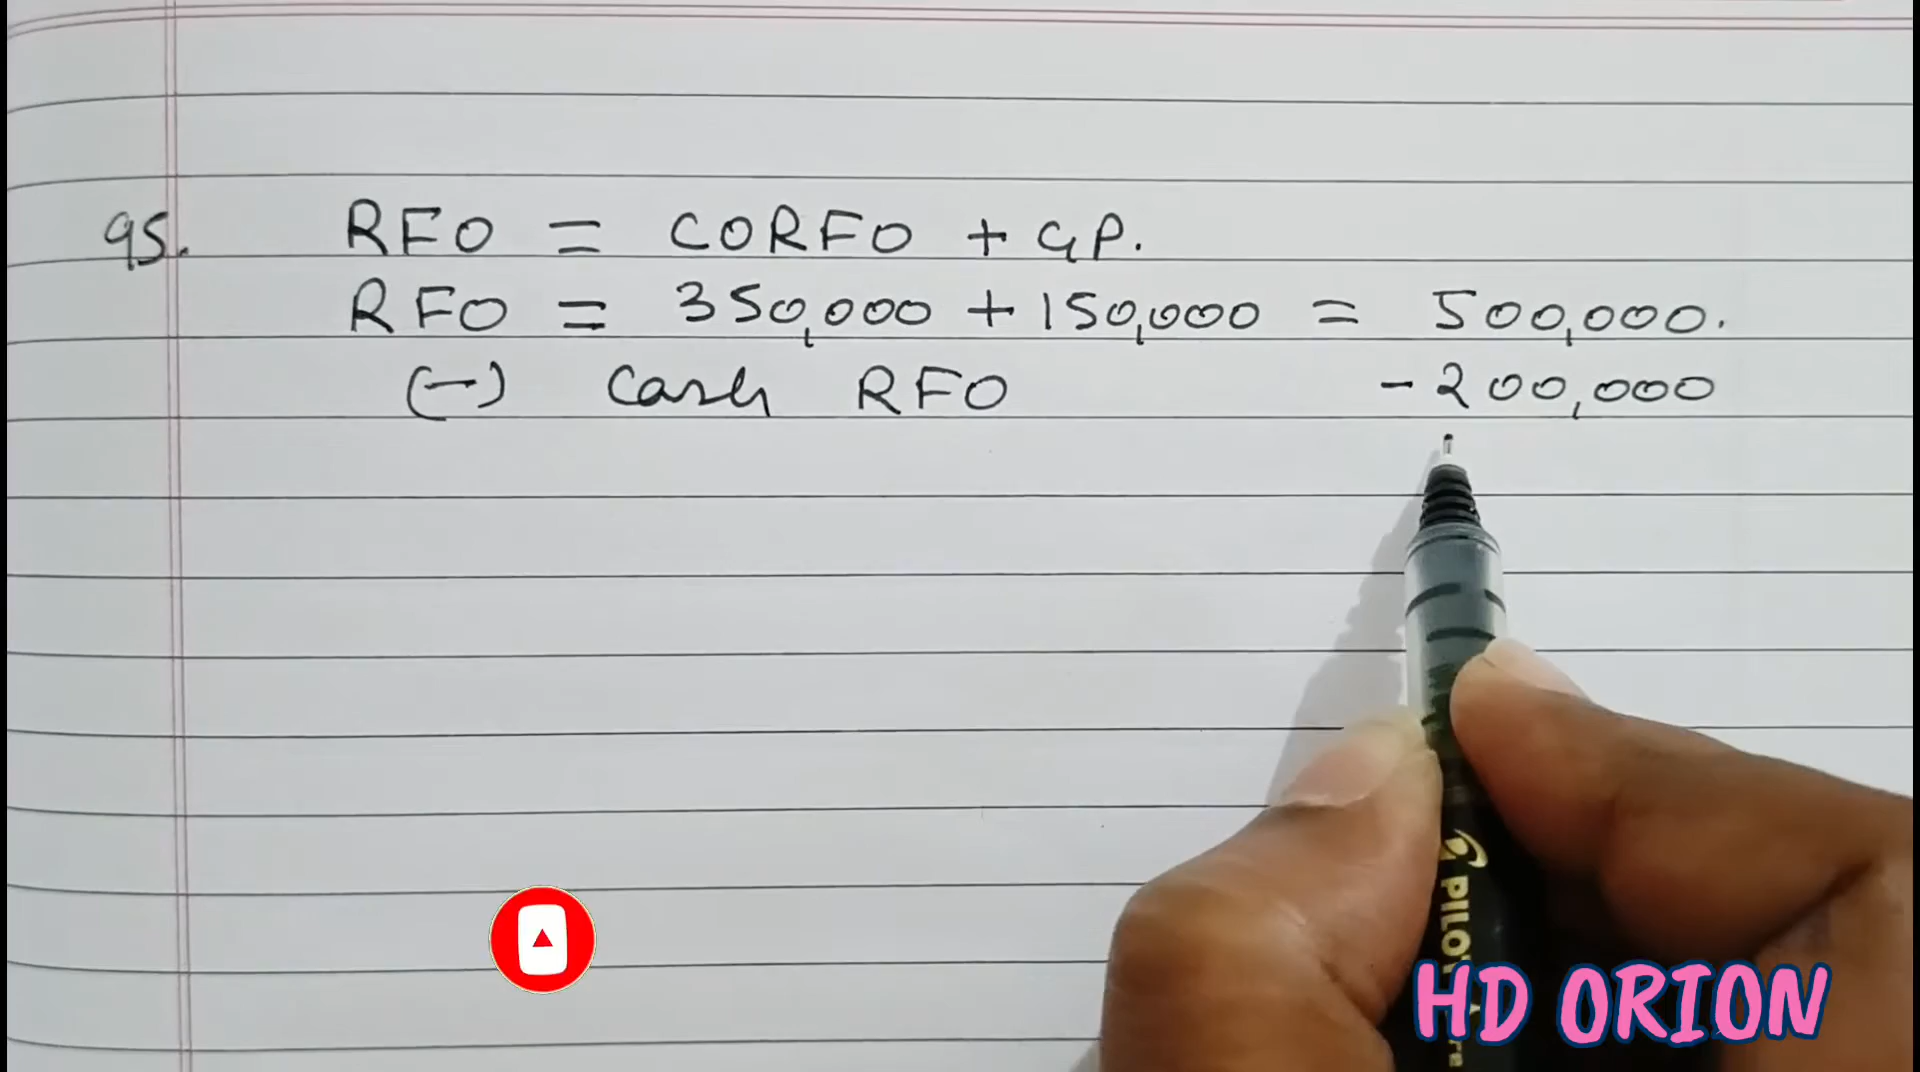 95. RFO = CORFO + GP.
RFO = 350,000 + 150,000 = 500,000.
(-) Cash RFO - 200,000
PILOT
HD ORION